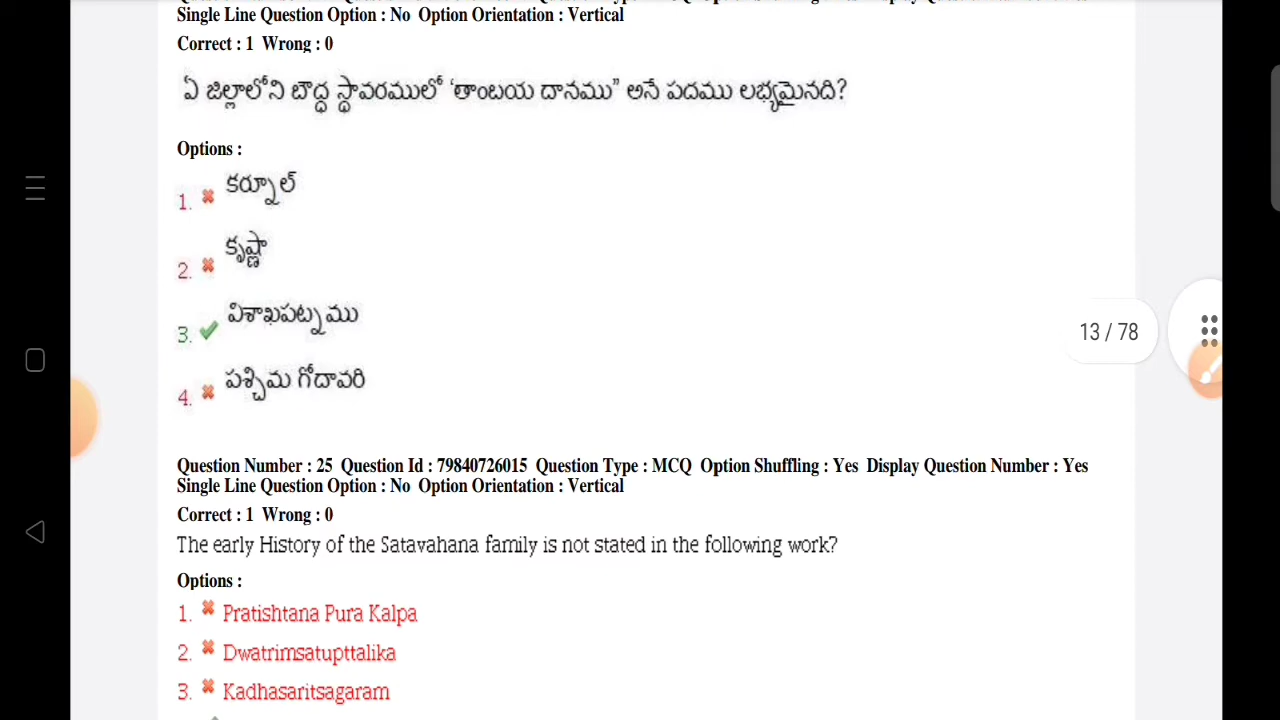 Single Line Question Option : No Option Orientation : Vertical
Correct : 1 Wrong : 0
ఏ జిల్లాలోని బౌద్ధ స్థావరములో ‘తాంబయ దానము” అనే పదము లభ్యమైనది?
Options :
1. కర్నూల్
2. కృష్ణా
3. విశాఖపట్నము
4. పశ్చిమ గోదావరి
13 / 78
Question Number : 25 Question Id : 79840726015 Question Type : MCQ Option Shuffling : Yes Display Question Number : Yes
Single Line Question Option : No Option Orientation : Vertical
Correct : 1 Wrong : 0
The early History of the Satavahana family is not stated in the following work?
Options :
1. Pratishtana Pura Kalpa
2. Dwatrimsatupttalika
3. Kadhasaritsagaram